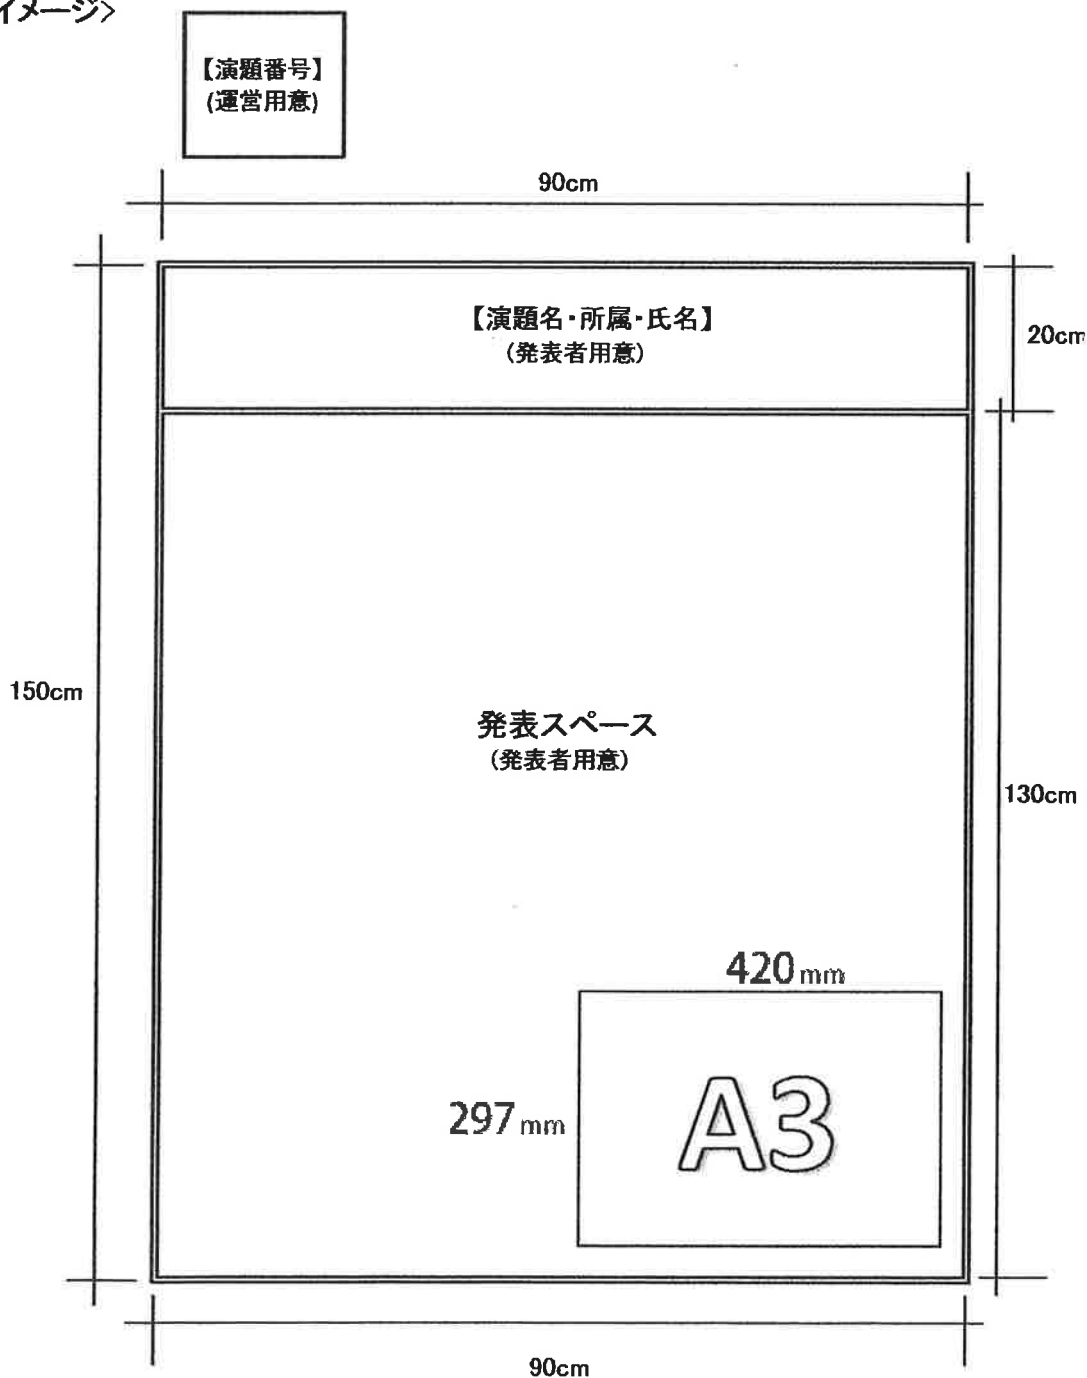 イメージ>
【演題番号】
(運営用意)
90cm
【演題名・所属・氏名】
(発表者用意)
20cm
150cm
発表スペース
(発表者用意)
130cm
420mm
297mm
A3
90cm